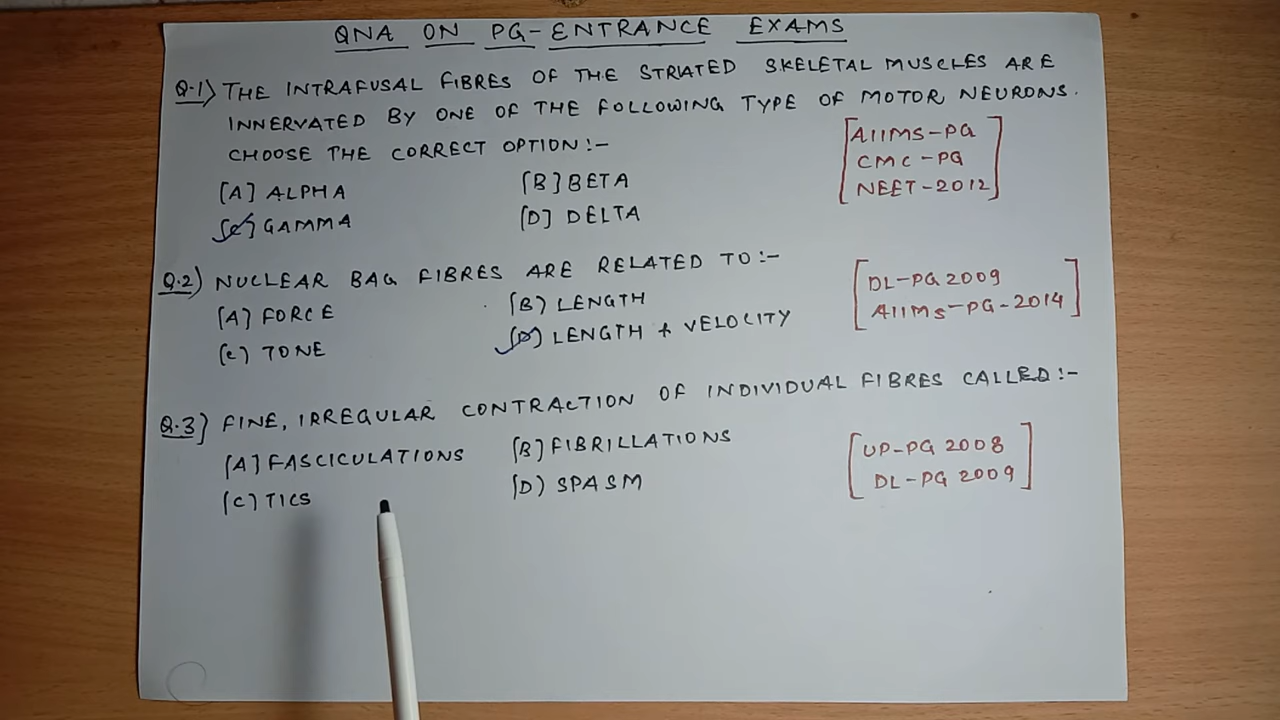 QNA ON PG-ENTRANCE EXAMS
Q.1) THE INTRAFUSAL FIBRES OF THE STRIATED SKELETAL MUSCLES ARE
INNERVATED BY ONE OF THE FOLLOWING TYPE OF MOTOR NEURONS.
CHOOSE THE CORRECT OPTION:-
[AIIMS-PG
CMC-PG
NEET-2012]
[A] ALPHA [B] BETA
[C] GAMMA [D] DELTA
Q.2) NUCLEAR BAG FIBRES ARE RELATED TO:-
[DL-PG 2009
AIIMS-PG-2014]
[A] FORCE [B] LENGTH
[C) TONE [D) LENGTH + VELOCITY
Q.3) FINE, IRREGULAR CONTRACTION OF INDIVIDUAL FIBRES CALLED:-
[A] FASCICULATIONS [B] FIBRILLATIONS
[C) TICS [D) SPASM
[UP-PG 2008
DL-PG 2009]